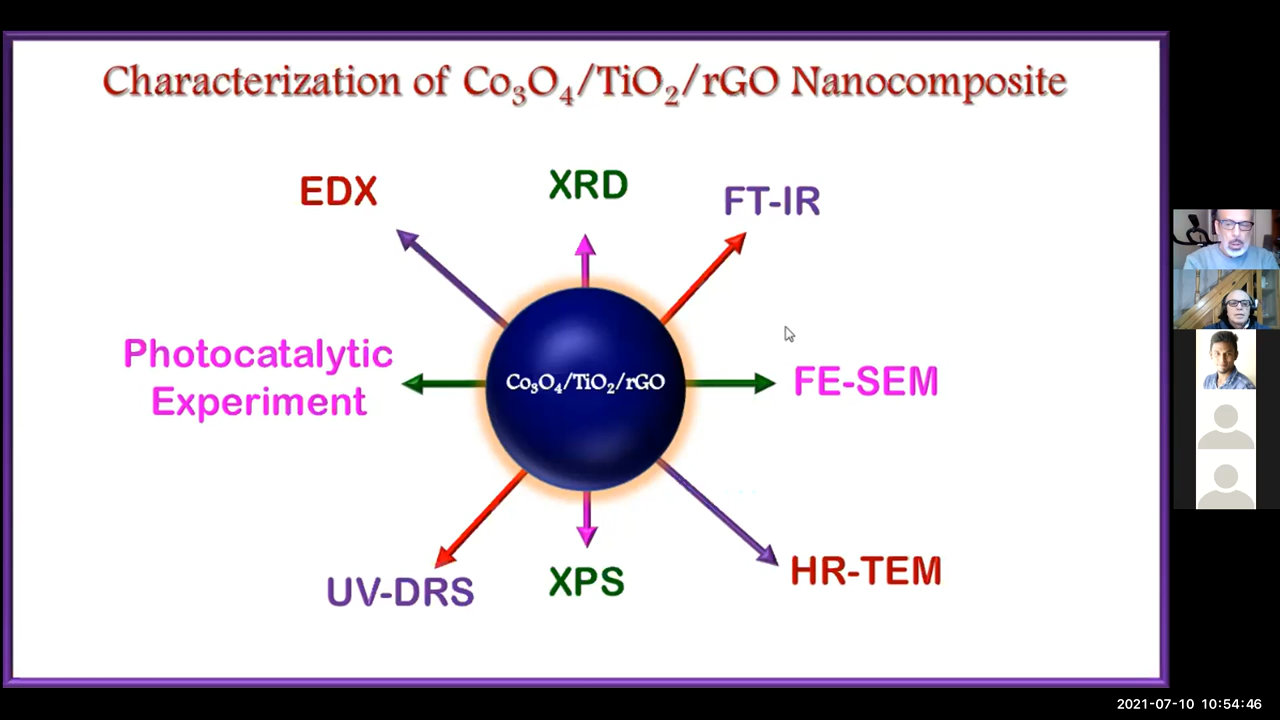 Characterization of Co₃O₄/TiO₂/rGO Nanocomposite
EDX
XRD
FT-IR
Photocatalytic
Experiment
Co₃O₄/TiO₂/rGO
FE-SEM
UV-DRS
XPS
HR-TEM
2021-07-10 10:54:46